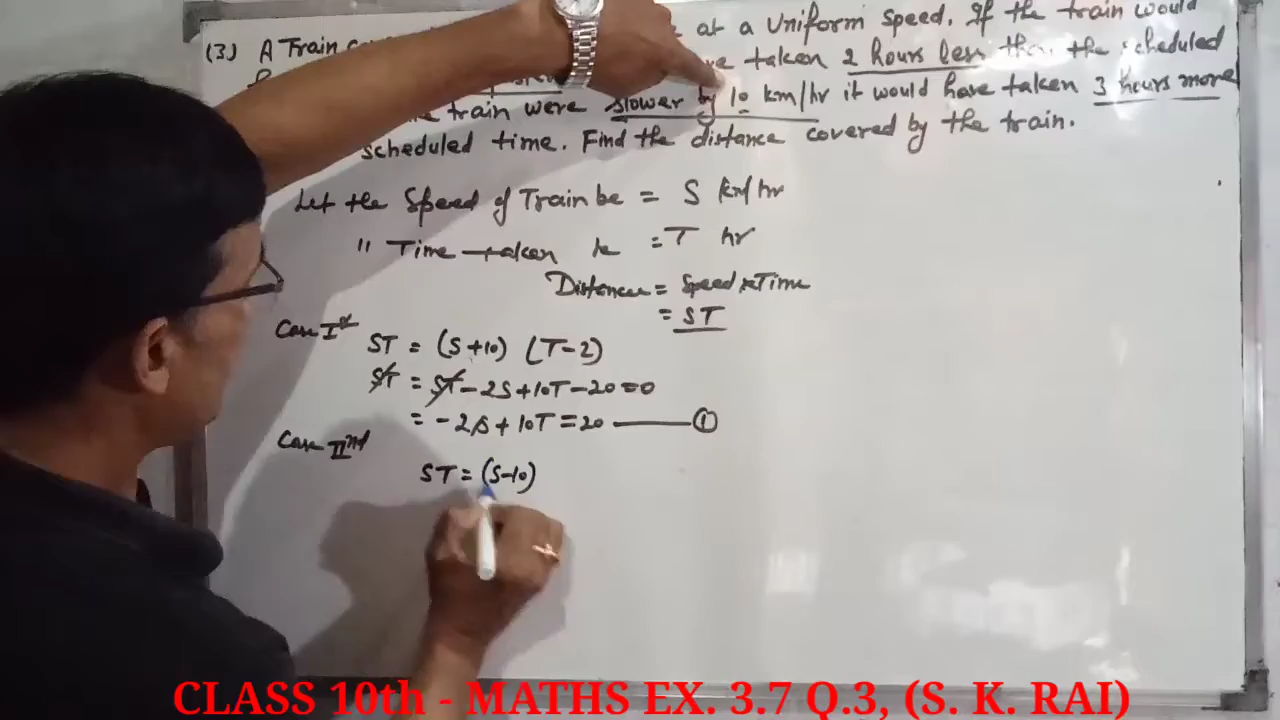 (3) A Train at a Uniform speed. If the train would
taken 2 hours less than the scheduled
train were slower by 10 km/hr it would have taken 3 hours more
scheduled time. Find the distance covered by the train.
Let the Speed of Train be = S km/hr
" Time taken be = T hr
Distance = Speed x Time
= ST
Case Ist ST = (S+10) (T-2)
ST = ST - 2S + 10T - 20 = 0
= -2S + 10T = 20 ——— ①
Case IInd
ST = (S-10)
CLASS 10th - MATHS EX. 3.7 Q.3, (S. K. RAI)